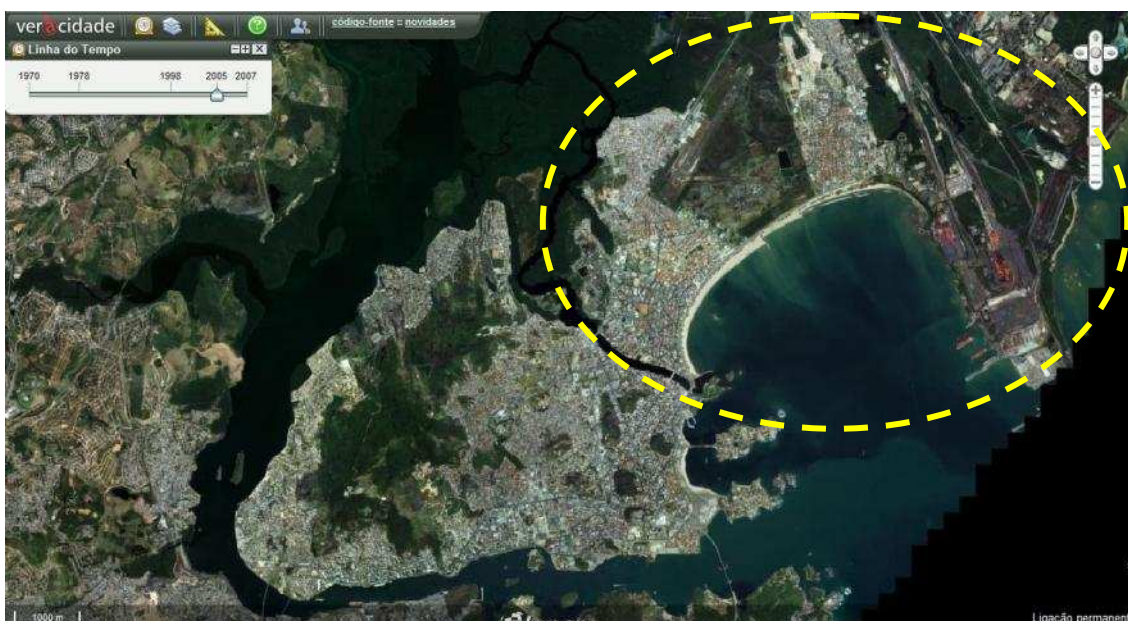 veracidade
código-fonte :: novidades
Linha do Tempo
1970 1978 1998 2005 2007
1000 m
Ligação permanent